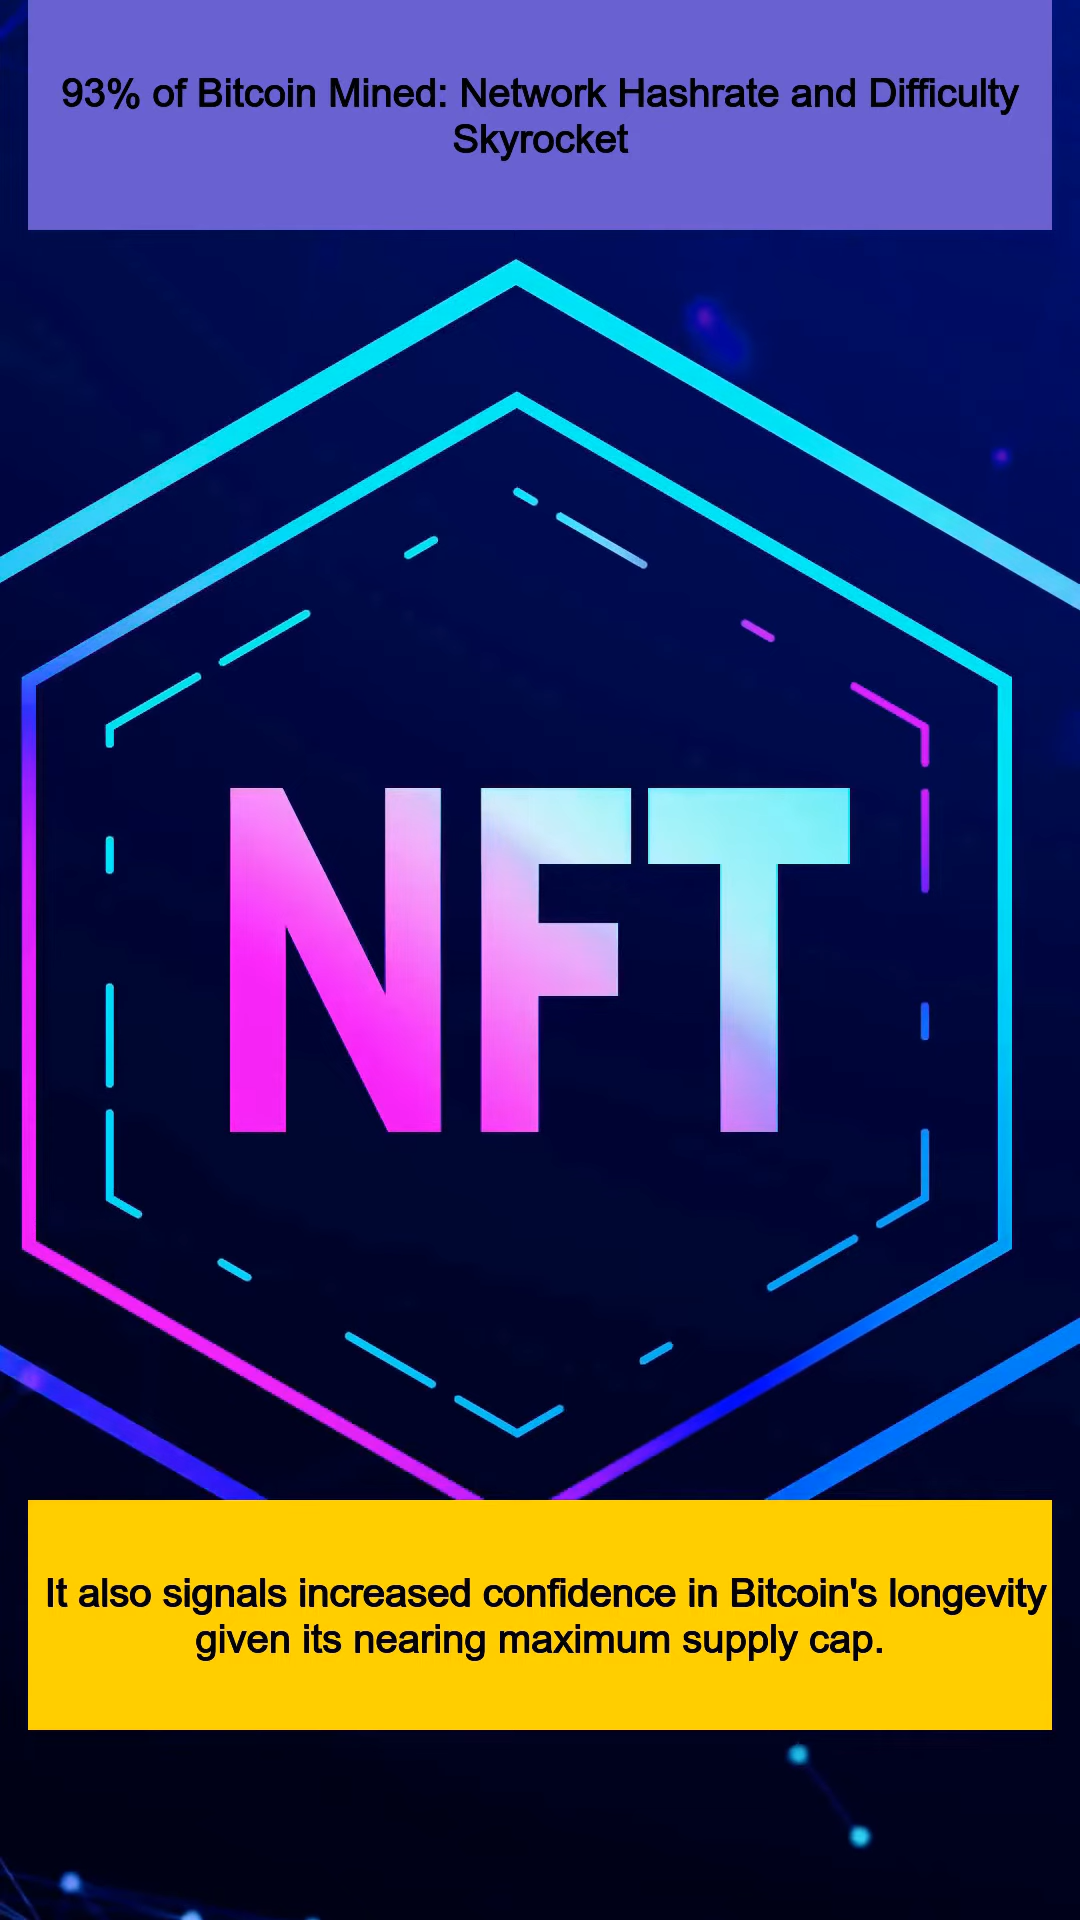 93% of Bitcoin Mined: Network Hashrate and Difficulty
Skyrocket
NFT
It also signals increased confidence in Bitcoin's longevity
given its nearing maximum supply cap.